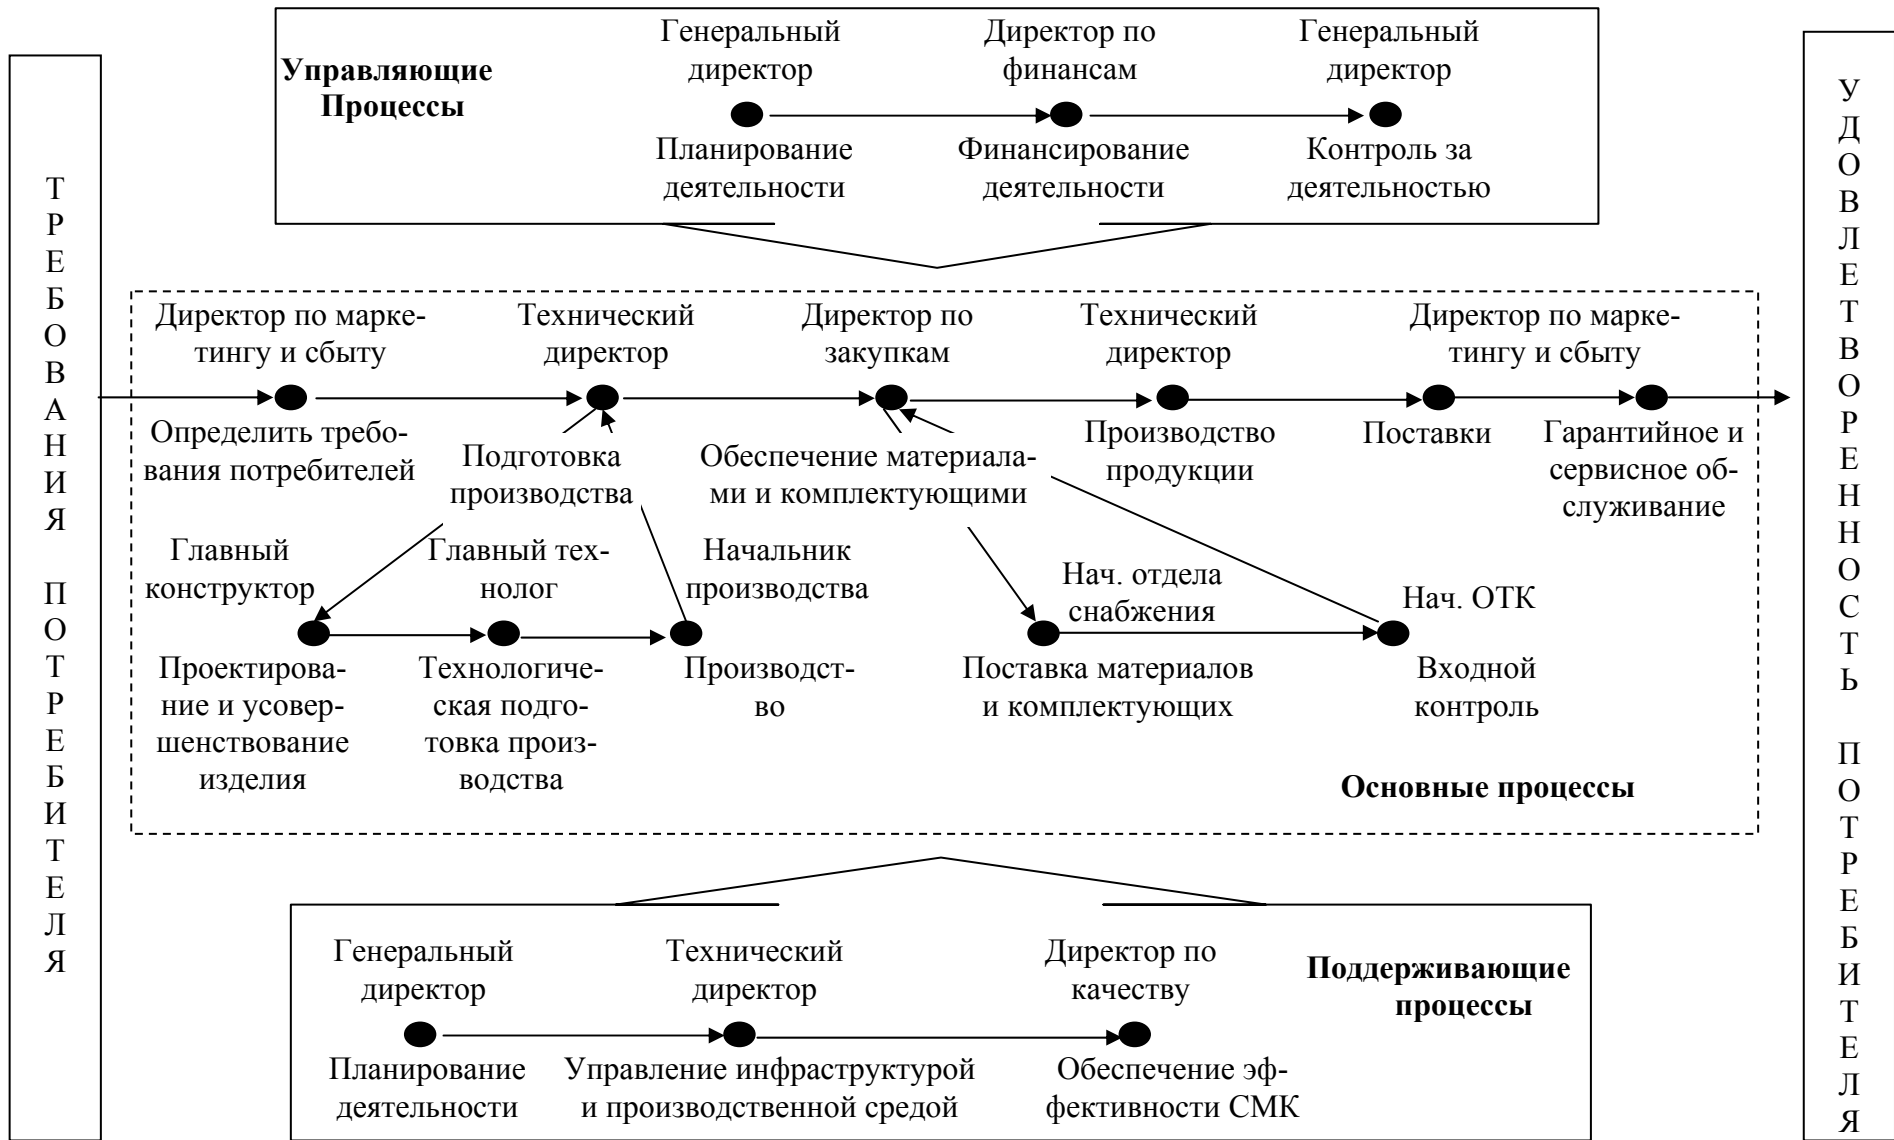 ТРЕБОВАНИЯ ПОТРЕБИТЕЛЯ
Управляющие
Процессы
Генеральный
директор
Планирование
деятельности
Директор по
финансам
Финансирование
деятельности
Генеральный
директор
Контроль за
деятельностью
Директор по марке-
тингу и сбыту
Определить требо-
вания потребителей
Технический
директор
Подготовка
производства
Директор по
закупкам
Обеспечение материала-
ми и комплектующими
Технический
директор
Производство
продукции
Директор по марке-
тингу и сбыту
Поставки
Гарантийное и
сервисное об-
служивание
Главный
конструктор
Проектирова-
ние и усовер-
шенствование
изделия
Главный тех-
нолог
Технологиче-
ская подго-
товка произ-
водства
Начальник
производства
Производст-
во
Нач. отдела
снабжения
Поставка материалов
и комплектующих
Нач. ОТК
Входной
контроль
Основные процессы
Генеральный
директор
Планирование
деятельности
Технический
директор
Управление инфраструктурой
и производственной средой
Директор по
качеству
Обеспечение эф-
фективности СМК
Поддерживающие
процессы
УДОВЛЕТВОРЕННОСТЬ ПОТРЕБИТЕЛЯ